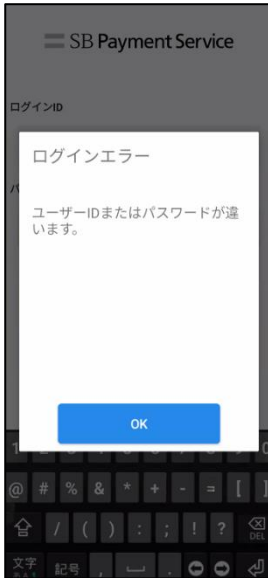 SB Payment Service
ログインID
パ
ログインエラー
ユーザーIDまたはパスワードが違
います。
OK
@ # % & * + - = [ ]
/ ( ) : ; ! ? DEL
文字 記号 , .